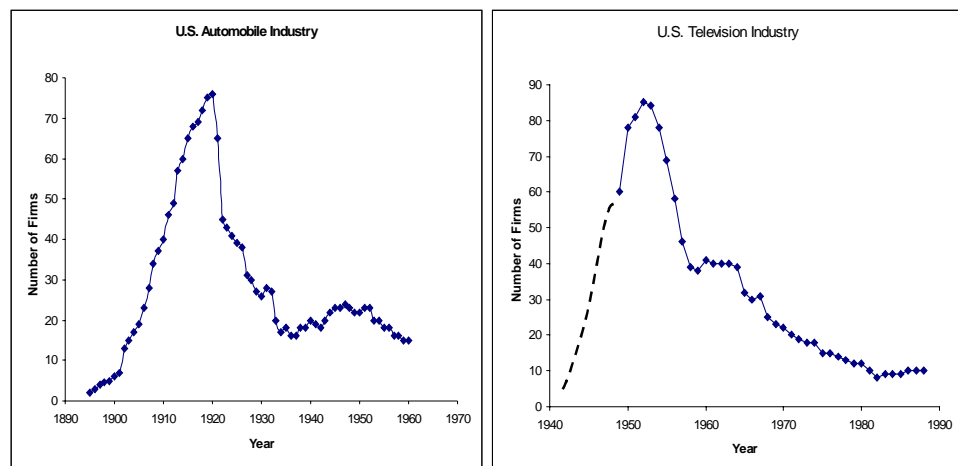 U.S. Automobile Industry
80
70
60
50
40
30
20
10
0
Number of Firms
1890 1900 1910 1920 1930 1940 1950 1960 1970
Year
U.S. Television Industry
90
80
70
60
50
40
30
20
10
0
Number of Firms
1940 1950 1960 1970 1980 1990
Year